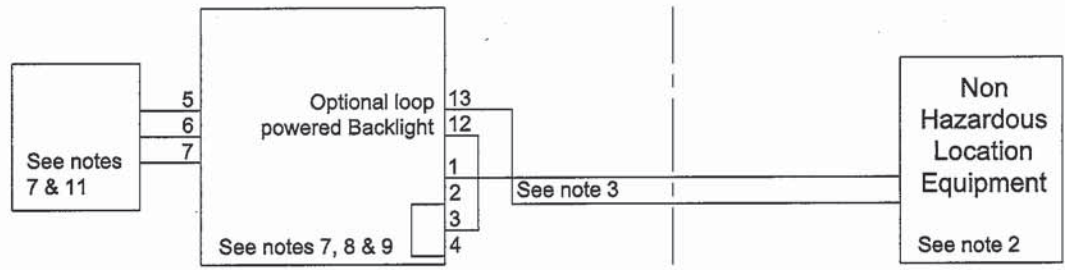 5
6
7
See notes
7 & 11
Optional loop
powered Backlight
13
12
1
2
3
4
See notes 7, 8 & 9
See note 3
Non
Hazardous
Location
Equipment
See note 2